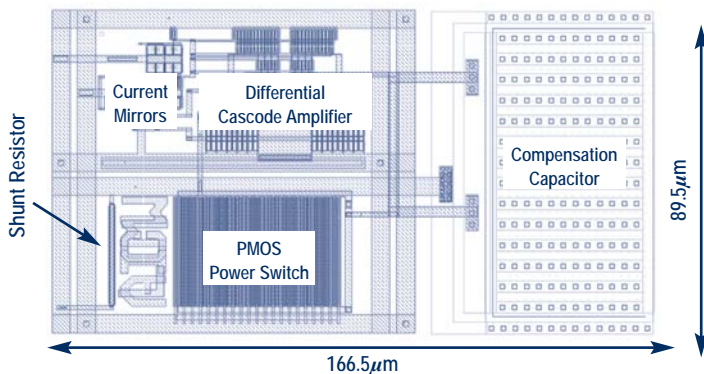 Current
Mirrors
Differential
Cascode Amplifier
Compensation
Capacitor
Shunt Resistor
PMOS
Power Switch
89.5μm
166.5μm